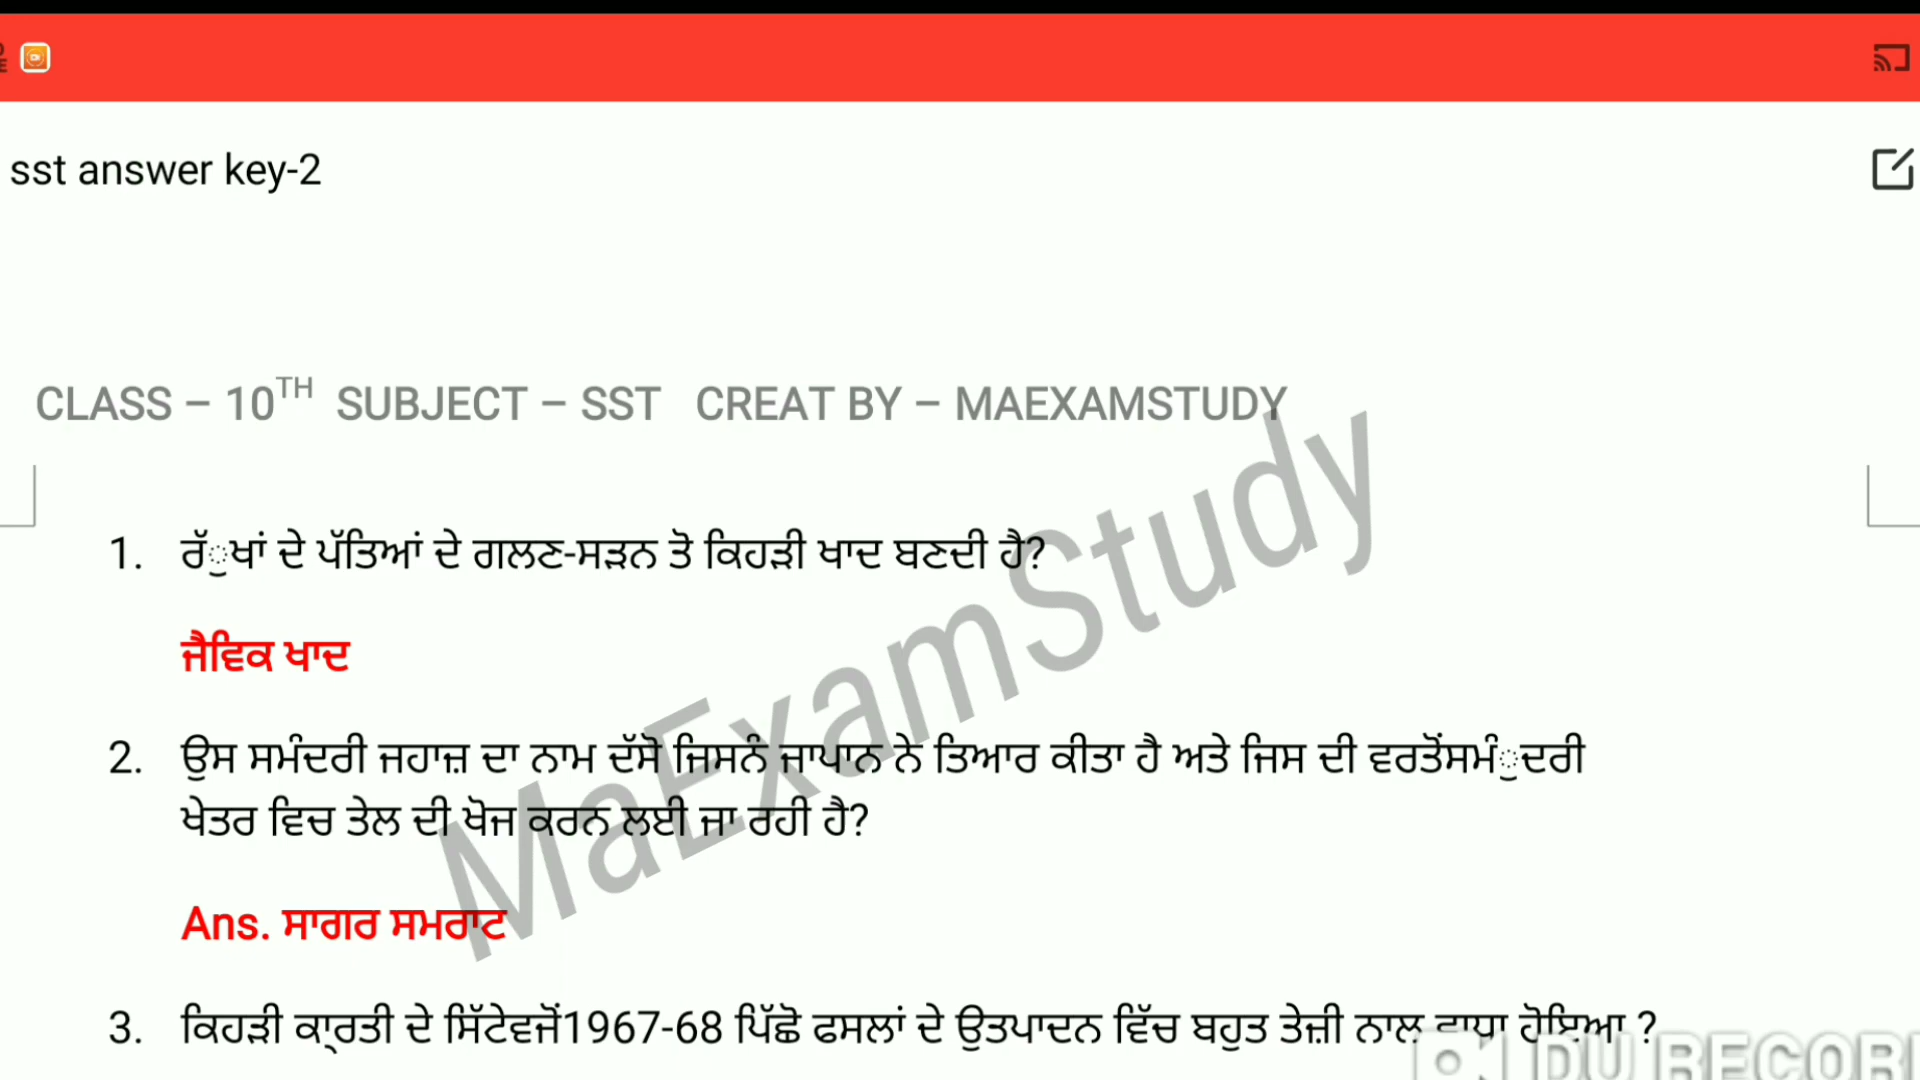 sst answer key-2
CLASS – 10TH SUBJECT – SST CREAT BY – MAEXAMSTUDY
1. ਰੱੁਖਾਂ ਦੇ ਪੱਤਿਆਂ ਦੇ ਗਲਣ-ਸੜਨ ਤੋ ਕਿਹੜੀ ਖਾਦ ਬਣਦੀ ਹੈ?
ਜੈਵਿਕ ਖਾਦ
2. ਉਸ ਸਮੰਦਰੀ ਜਹਾਜ਼ ਦਾ ਨਾਮ ਦੱਸੋ ਜਿਸਨੰੇ ਜਾਪਾਨ ਨੇ ਤਿਆਰ ਕੀਤਾ ਹੈ ਅਤੇ ਜਿਸ ਦੀ ਵਰਤੋਂਸਮੰੁਦਰੀ
ਖੇਤਰ ਵਿਚ ਤੇਲ ਦੀ ਖੋਜ ਕਰਨ ਲਈ ਜਾ ਰਹੀ ਹੈ?
Ans. ਸਾਗਰ ਸਮਰਾਟ
3. ਕਿਹੜੀ ਕ੍ਰਾਤੀ ਦੇ ਸਿੱਟੇਵਜੋਂ1967-68 ਪਿੱਛੋ ਫਸਲਾਂ ਦੇ ਉਤਪਾਦਨ ਵਿੱਚ ਬਹੁਤ ਤੇਜ਼ੀ ਨਾਲ ਵਾਧਾ ਹੋਇਆ ?
MaExamStudy
DU RECOR